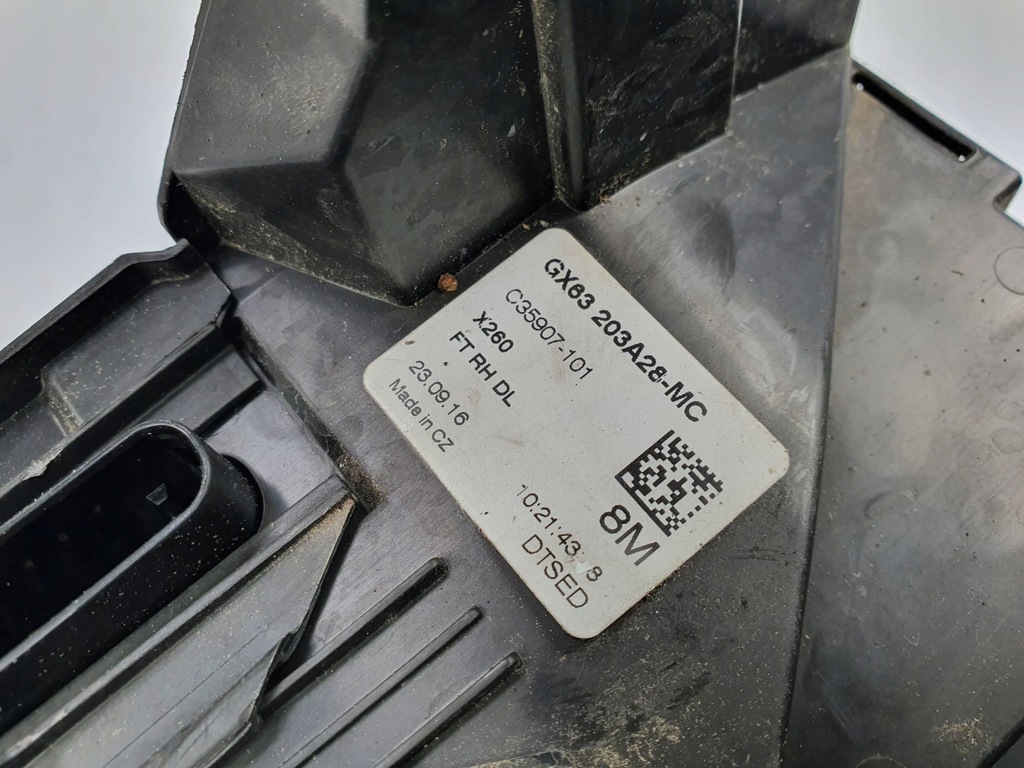 GX63 203A28-MC
C35907-101
X260
FT RH DL
23.09.16
Made in CZ
8M
10:21:43, 8
DTSED